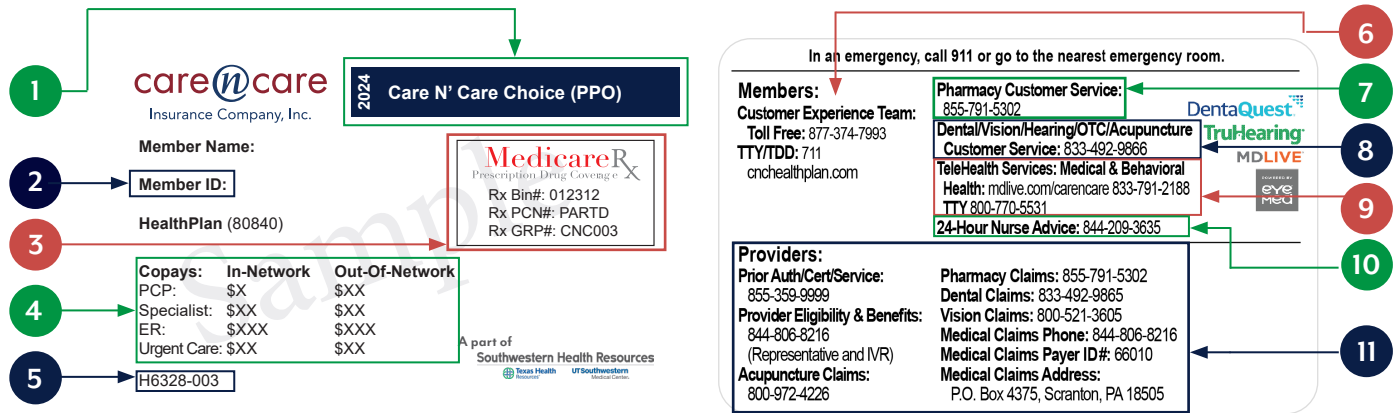 1
2
3
4
5
care n care
Insurance Company, Inc.
2024
Care N' Care Choice (PPO)
Member Name:
Member ID:
HealthPlan (80840)
MedicareRx
Prescription Drug Coverage
Rx Bin#: 012312
Rx PCN#: PARTD
Rx GRP#: CNC003
Sample
Copays: In-Network Out-Of-Network
PCP: $X $XX
Specialist: $XX $XX
ER: $XXX $XXX
Urgent Care: $XX $XX
H6328-003
A part of
Southwestern Health Resources
Texas Health Resources
UTSouthwestern
Medical Center
6
7
8
9
10
11
In an emergency, call 911 or go to the nearest emergency room.
Members:
Customer Experience Team:
Toll Free: 877-374-7993
TTY/TDD: 711
cnchealthplan.com
Pharmacy Customer Service:
855-791-5302
Dental/Vision/Hearing/OTC/Acupuncture
Customer Service: 833-492-9866
TeleHealth Services: Medical & Behavioral
Health: mdlive.com/carencare 833-791-2188
TTY 800-770-5531
24-Hour Nurse Advice: 844-209-3635
DentaQuest
TruHearing
MDLIVE
POWERED BY
eye
Med
Providers:
Prior Auth/Cert/Service:
855-359-9999
Provider Eligibility & Benefits:
844-806-8216
(Representative and IVR)
Acupuncture Claims:
800-972-4226
Pharmacy Claims: 855-791-5302
Dental Claims: 833-492-9865
Vision Claims: 800-521-3605
Medical Claims Phone: 844-806-8216
Medical Claims Payer ID#: 66010
Medical Claims Address:
P.O. Box 4375, Scranton, PA 18505